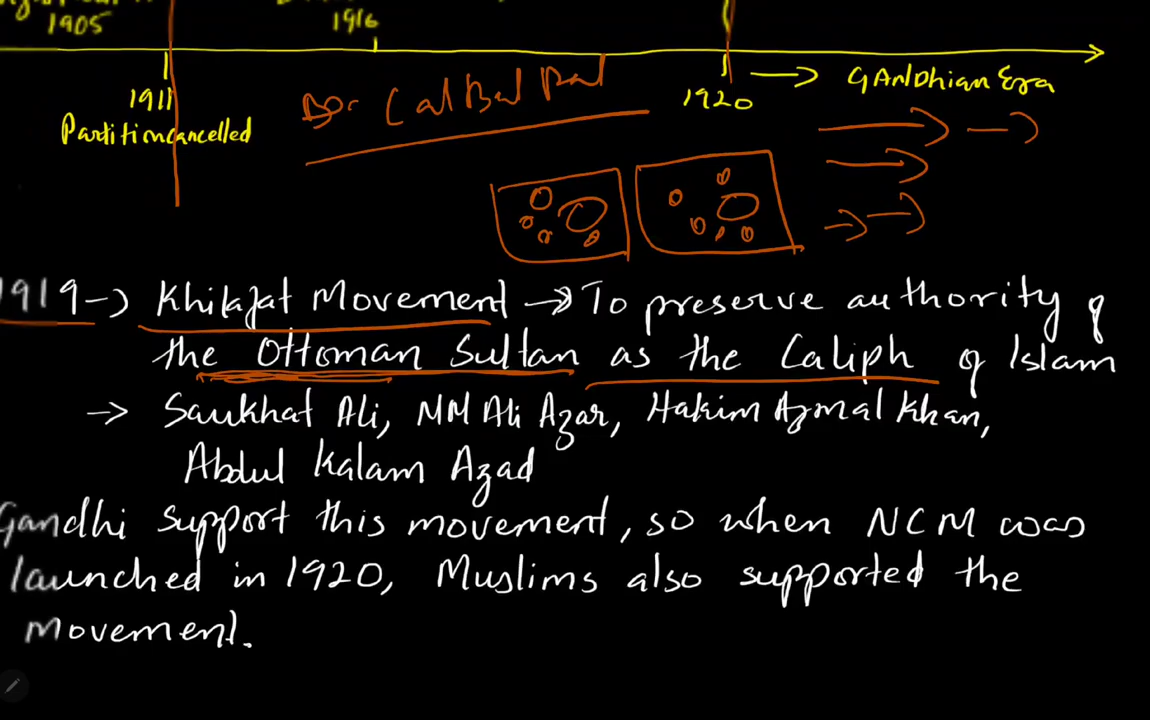 1905
1916
1911
Partition cancelled
Lal Bal Pal
1920
→ GANDhian Era
1919 → Khilafat Movement → To preserve authority of
the Ottoman Sultan as the Caliph of Islam
→ Saukhat Ali, MM Ali Azar, Hakim Azmal Khan,
Abdul Kalam Azad
Gandhi support this movement, so when NCM was
launched in 1920, Muslims also supported the
Movement.